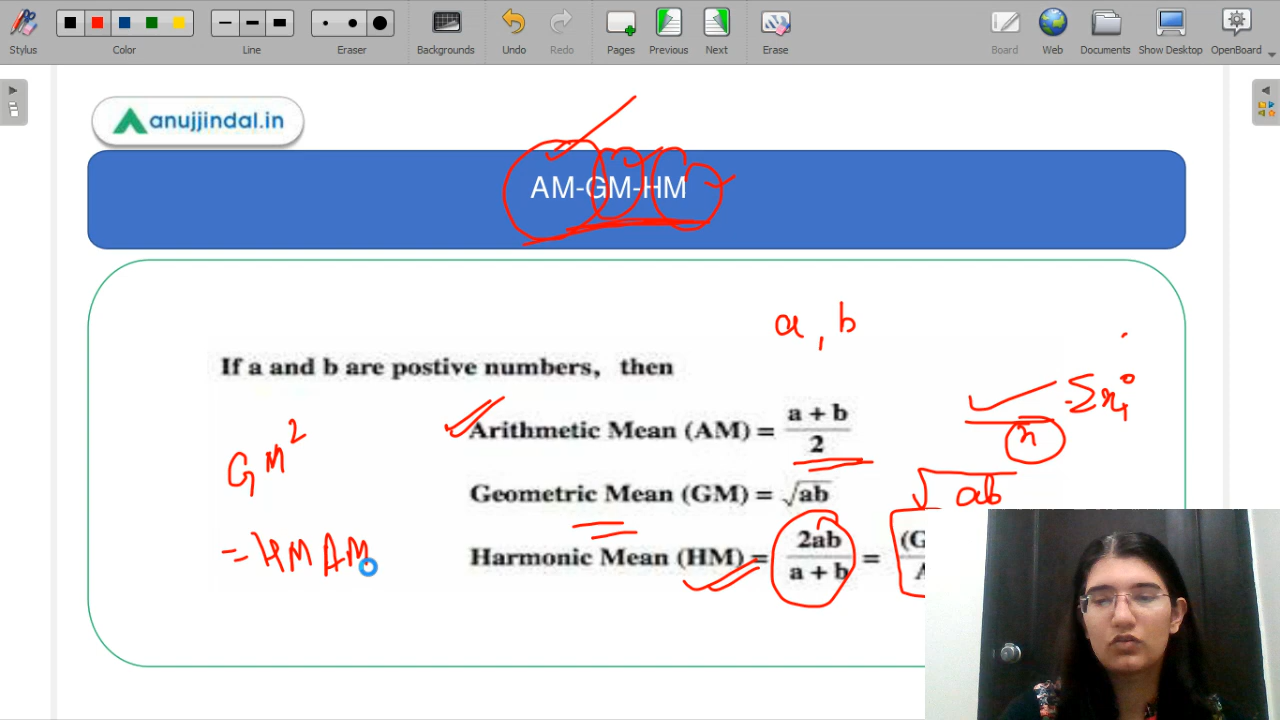 Stylus Color Line Eraser Backgrounds Undo Redo Pages Previous Next Erase Board Web Documents Show Desktop OpenBoard
anujjindal.in
AM-GM-HM
a, b
If a and b are postive numbers, then
Arithmetic Mean (AM) = a + b / 2
Σxi / n
GM²
Geometric Mean (GM) = √ab
√ab
= HM AM
Harmonic Mean (HM) = 2ab / a + b =